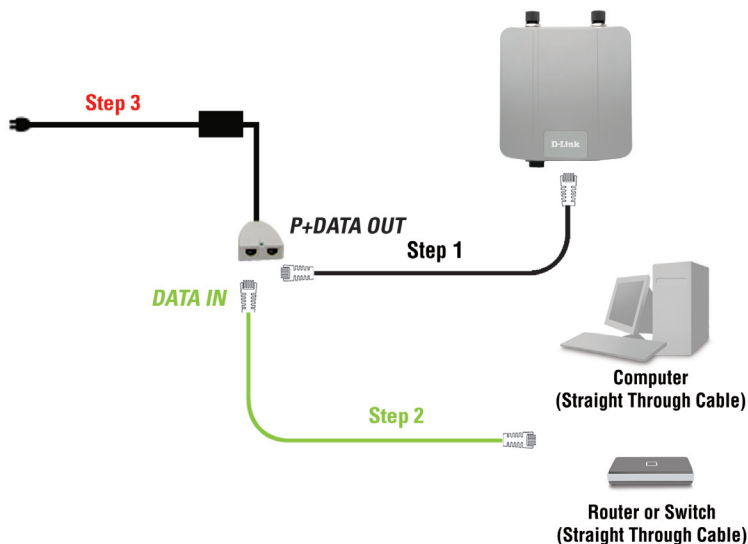 Step 3
D-Link
P+DATA OUT
Step 1
DATA IN
Computer
(Straight Through Cable)
Step 2
Router or Switch
(Straight Through Cable)